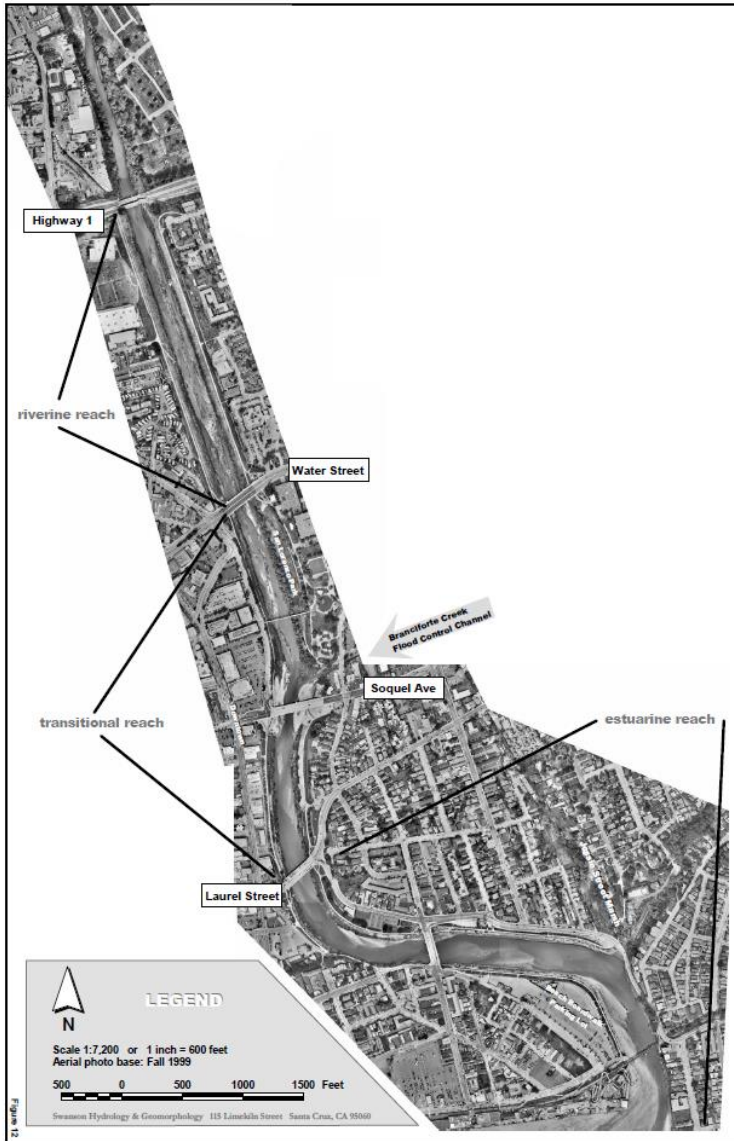 Highway 1
riverine reach
Water Street
Branciforte Creek
Flood Control Channel
Soquel Ave
transitional reach
estuarine reach
Downtown
Laurel Street
LEGEND
N
Scale 1:7,200 or 1 inch = 600 feet
Aerial photo base: Fall 1999
500 0 500 1000 1500 Feet
Swanson Hydrology & Geomorphology 115 Limekiln Street Santa Cruz, CA 95060
Figure 12